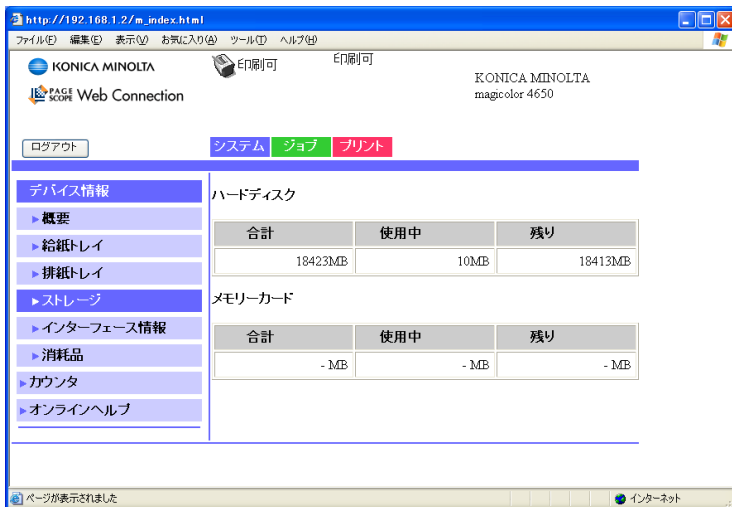 http://192.168.1.2/m_index.html
ファイル(F) 編集(E) 表示(V) お気に入り(A) ツール(T) ヘルプ(H)
KONICA MINOLTA
印刷可
印刷可
KONICA MINOLTA
magicolor 4650
PAGE SCOPE Web Connection
ログアウト
システム ジョブ プリント
デバイス情報
概要
給紙トレイ
排紙トレイ
ストレージ
インターフェース情報
消耗品
カウンタ
オンラインヘルプ
ハードディスク
合計 使用中 残り
18423MB 10MB 18413MB
メモリーカード
合計 使用中 残り
- MB - MB - MB
ページが表示されました
インターネット